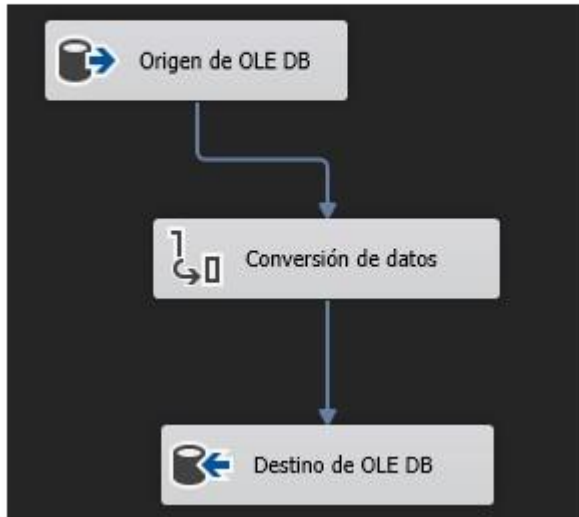 Origen de OLE DB
Conversión de datos
Destino de OLE DB